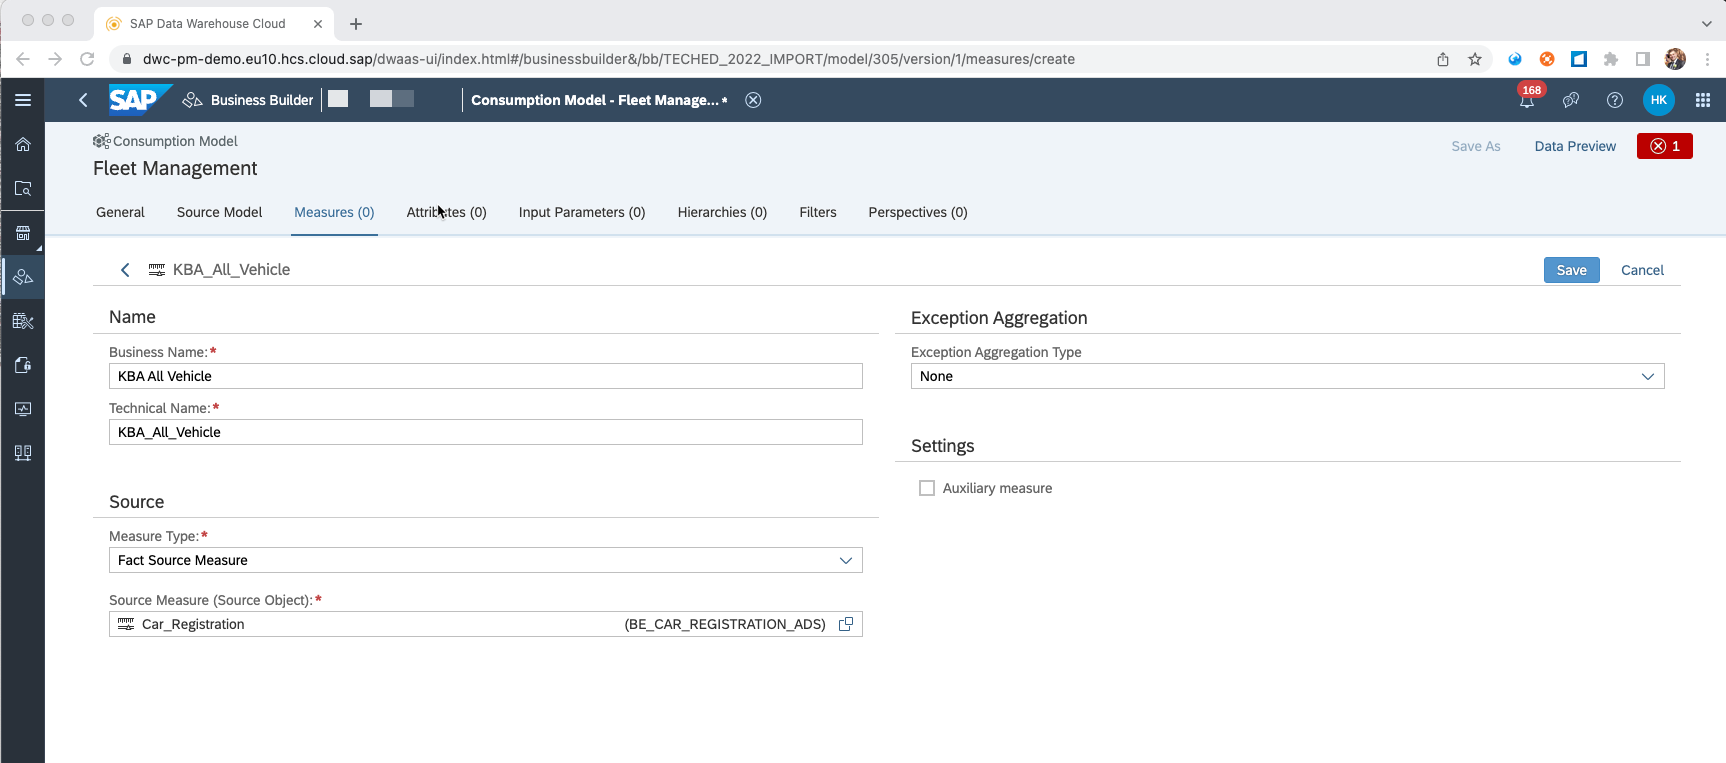 SAP Data Warehouse Cloud
dwc-pm-demo.eu10.hcs.cloud.sap/dwaas-ui/index.html#/businessbuilder&/bb/TECHED_2022_IMPORT/model/305/version/1/measures/create
SAP Business Builder Consumption Model - Fleet Manage... * 168 HK
Consumption Model
Fleet Management
Save As Data Preview 1
General Source Model Measures (0) Attributes (0) Input Parameters (0) Hierarchies (0) Filters Perspectives (0)
KBA_All_Vehicle Save Cancel
Name
Business Name:*
KBA All Vehicle
Technical Name:*
KBA_All_Vehicle
Source
Measure Type:*
Fact Source Measure
Source Measure (Source Object):*
Car_Registration (BE_CAR_REGISTRATION_ADS)
Exception Aggregation
Exception Aggregation Type
None
Settings
Auxiliary measure